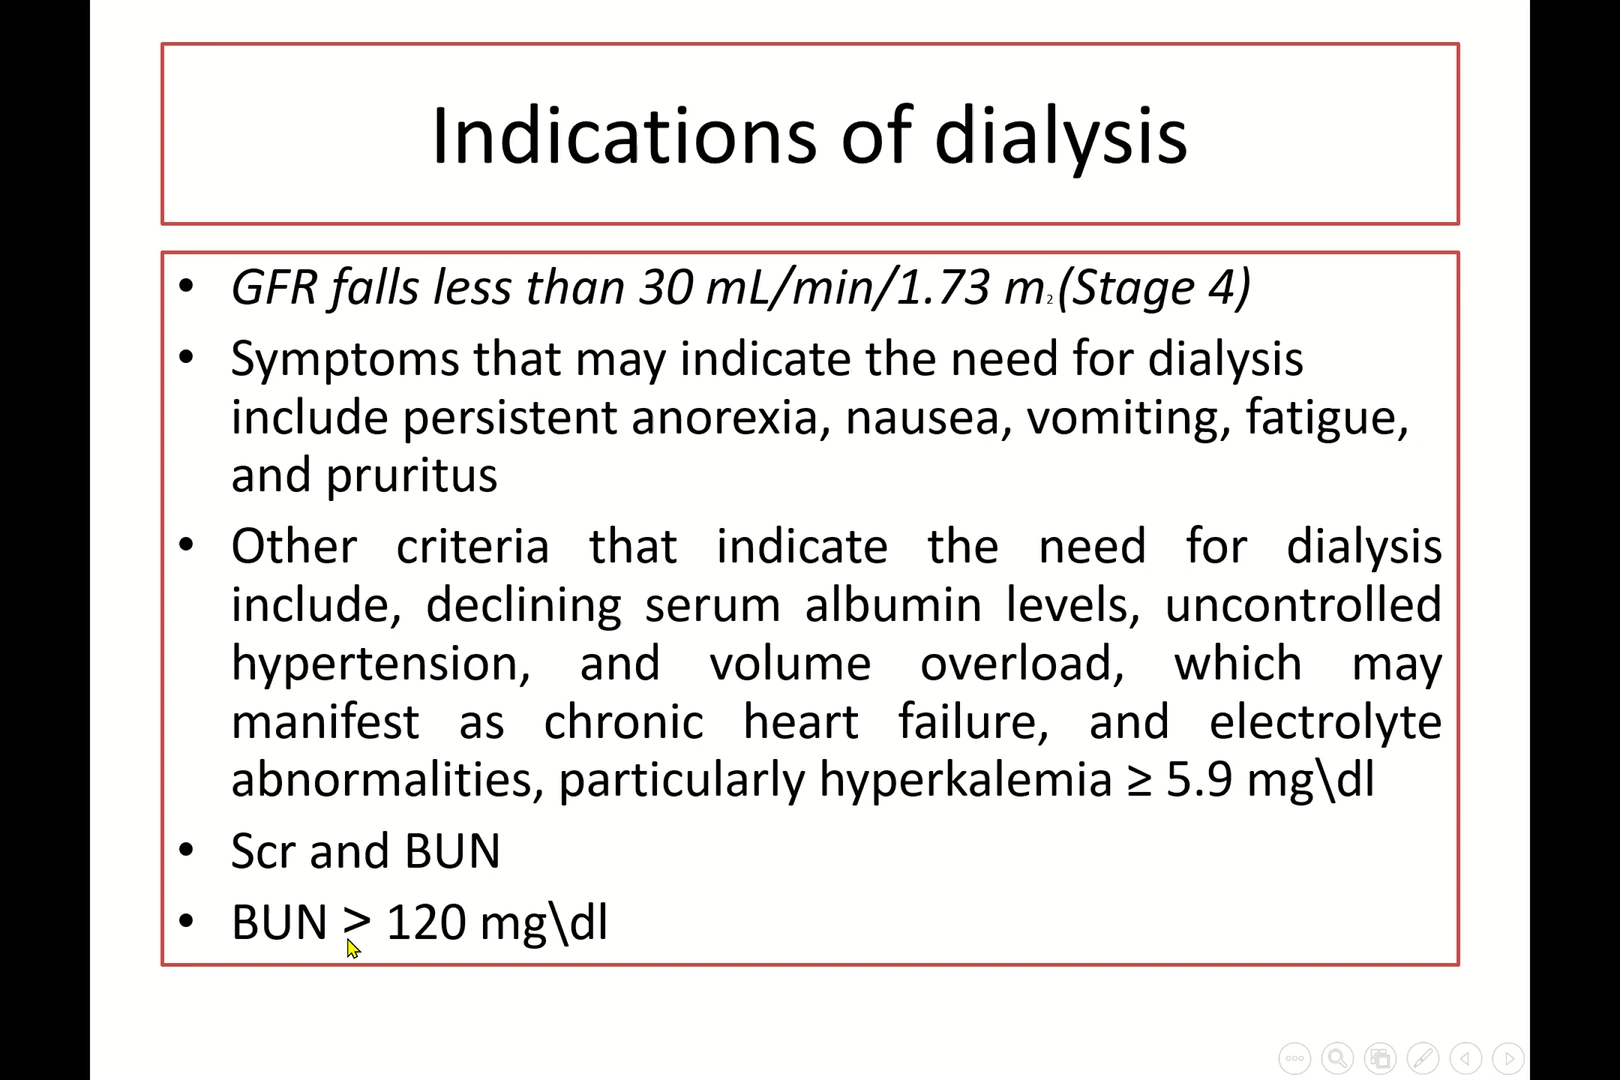 Indications of dialysis
• GFR falls less than 30 mL/min/1.73 m₂(Stage 4)
• Symptoms that may indicate the need for dialysis
include persistent anorexia, nausea, vomiting, fatigue,
and pruritus
• Other criteria that indicate the need for dialysis
include, declining serum albumin levels, uncontrolled
hypertension, and volume overload, which may
manifest as chronic heart failure, and electrolyte
abnormalities, particularly hyperkalemia ≥ 5.9 mg\dl
• Scr and BUN
• BUN > 120 mg\dl